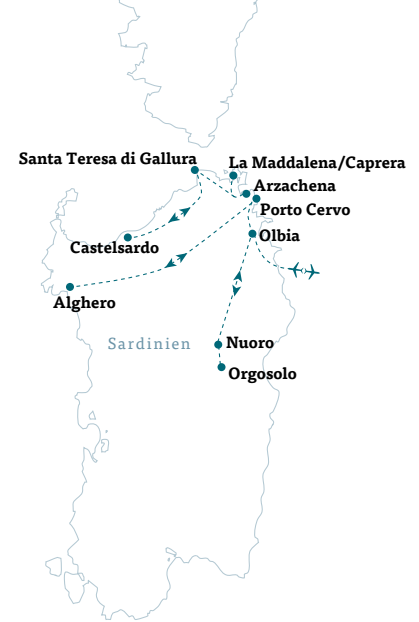 Santa Teresa di Gallura
La Maddalena/Caprera
Arzachena
Porto Cervo
Olbia
Castelsardo
Alghero
Sardinien
Nuoro
Orgosolo